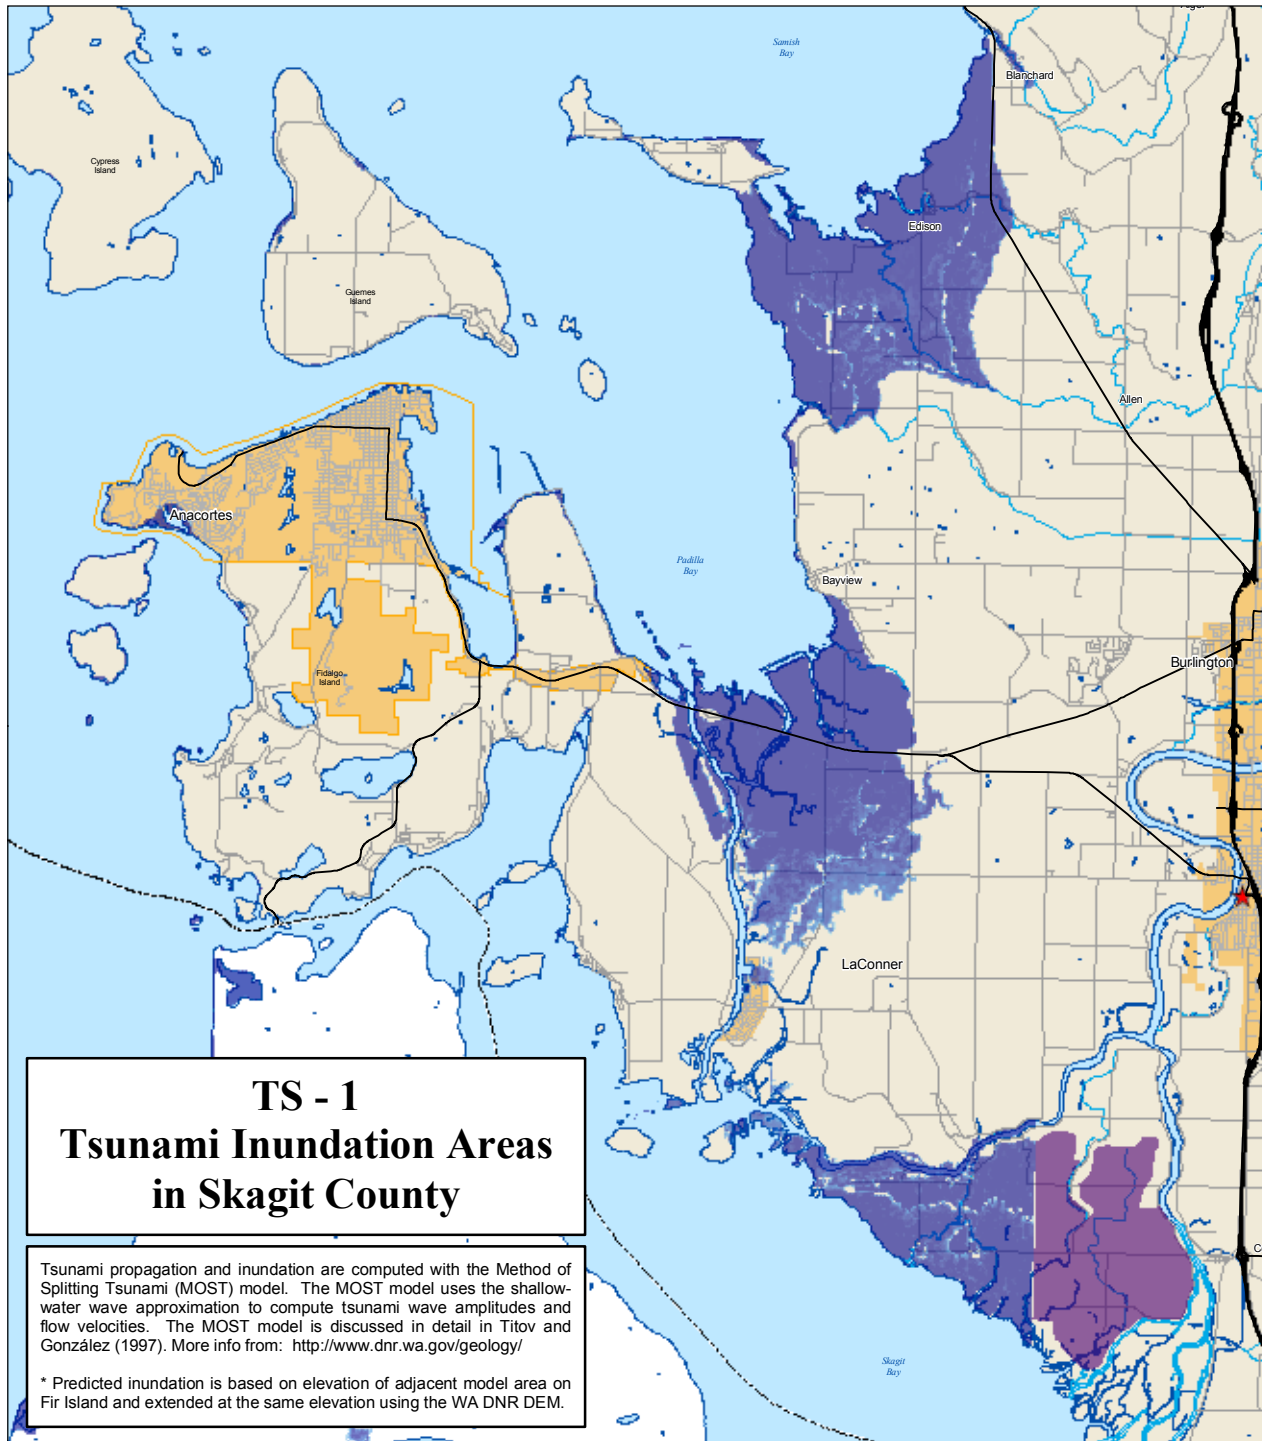 Samish
Bay
Blanchard
Cypress
Island
Edison
Guemes
Island
Allen
Anacortes
Padilla
Bay
Bayview
Burlington
Fidalgo
Island
LaConner
TS - 1
Tsunami Inundation Areas
in Skagit County
Tsunami propagation and inundation are computed with the Method of
Splitting Tsunami (MOST) model. The MOST model uses the shallow-
water wave approximation to compute tsunami wave amplitudes and
flow velocities. The MOST model is discussed in detail in Titov and
González (1997). More info from: http://www.dnr.wa.gov/geology/
* Predicted inundation is based on elevation of adjacent model area on
Fir Island and extended at the same elevation using the WA DNR DEM.
Skagit
Bay